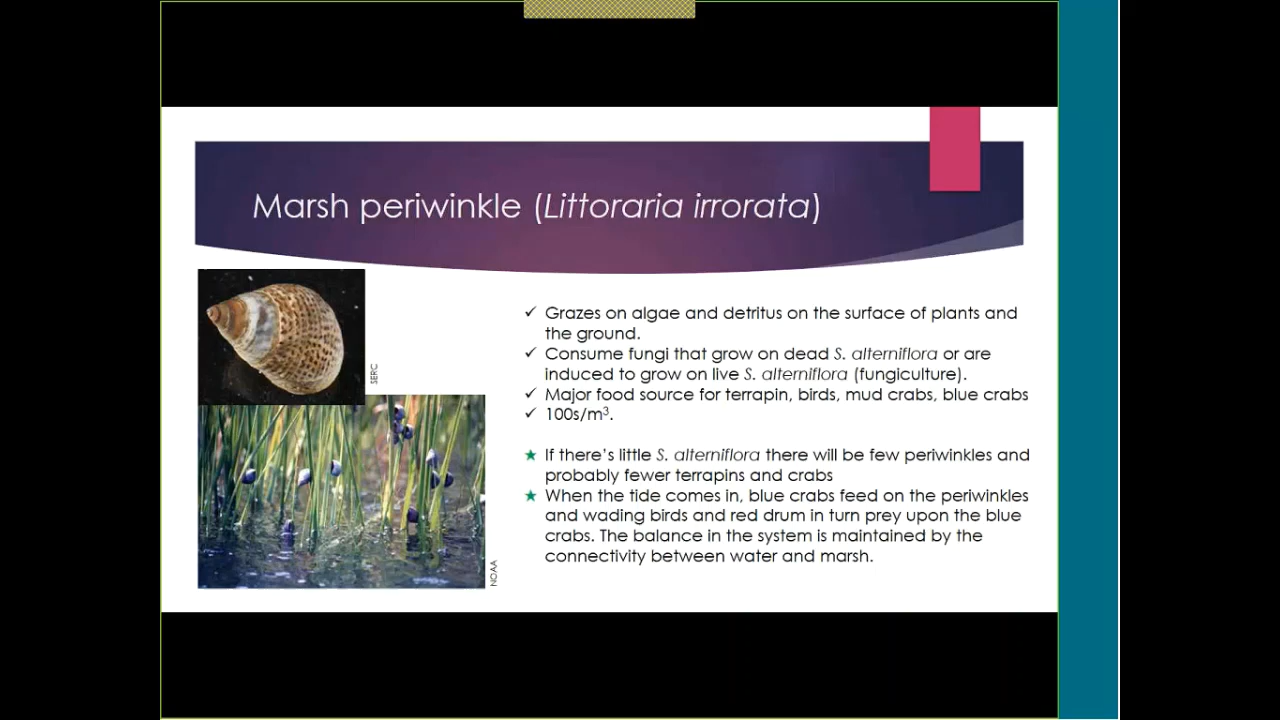 Marsh periwinkle (Littoraria irrorata)
SERC
NOAA
✓ Grazes on algae and detritus on the surface of plants and
the ground.
✓ Consume fungi that grow on dead S. alterniflora or are
induced to grow on live S. alterniflora (fungiculture).
✓ Major food source for terrapin, birds, mud crabs, blue crabs
✓ 100s/m³.
★ If there's little S. alterniflora there will be few periwinkles and
probably fewer terrapins and crabs
★ When the tide comes in, blue crabs feed on the periwinkles
and wading birds and red drum in turn prey upon the blue
crabs. The balance in the system is maintained by the
connectivity between water and marsh.